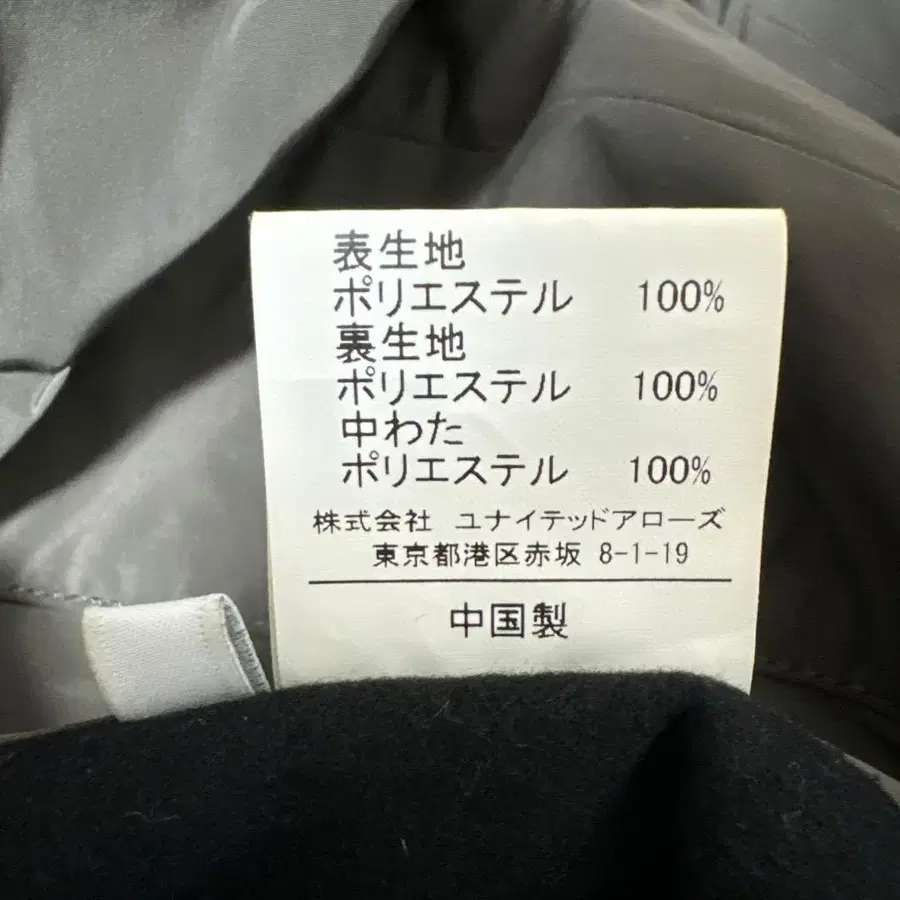 表生地
ポリエステル 100%
裏生地
ポリエステル 100%
中わた
ポリエステル 100%
株式会社 ユナイテッドアローズ
東京都港区赤坂 8-1-19
中国製